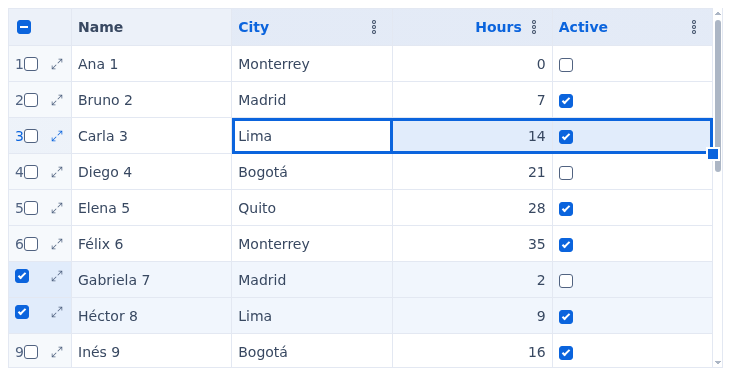 Name City Hours Active
1 Ana 1 Monterrey 0
2 Bruno 2 Madrid 7
3 Carla 3 Lima 14
4 Diego 4 Bogotá 21
5 Elena 5 Quito 28
6 Félix 6 Monterrey 35
Gabriela 7 Madrid 2
Héctor 8 Lima 9
9 Inés 9 Bogotá 16